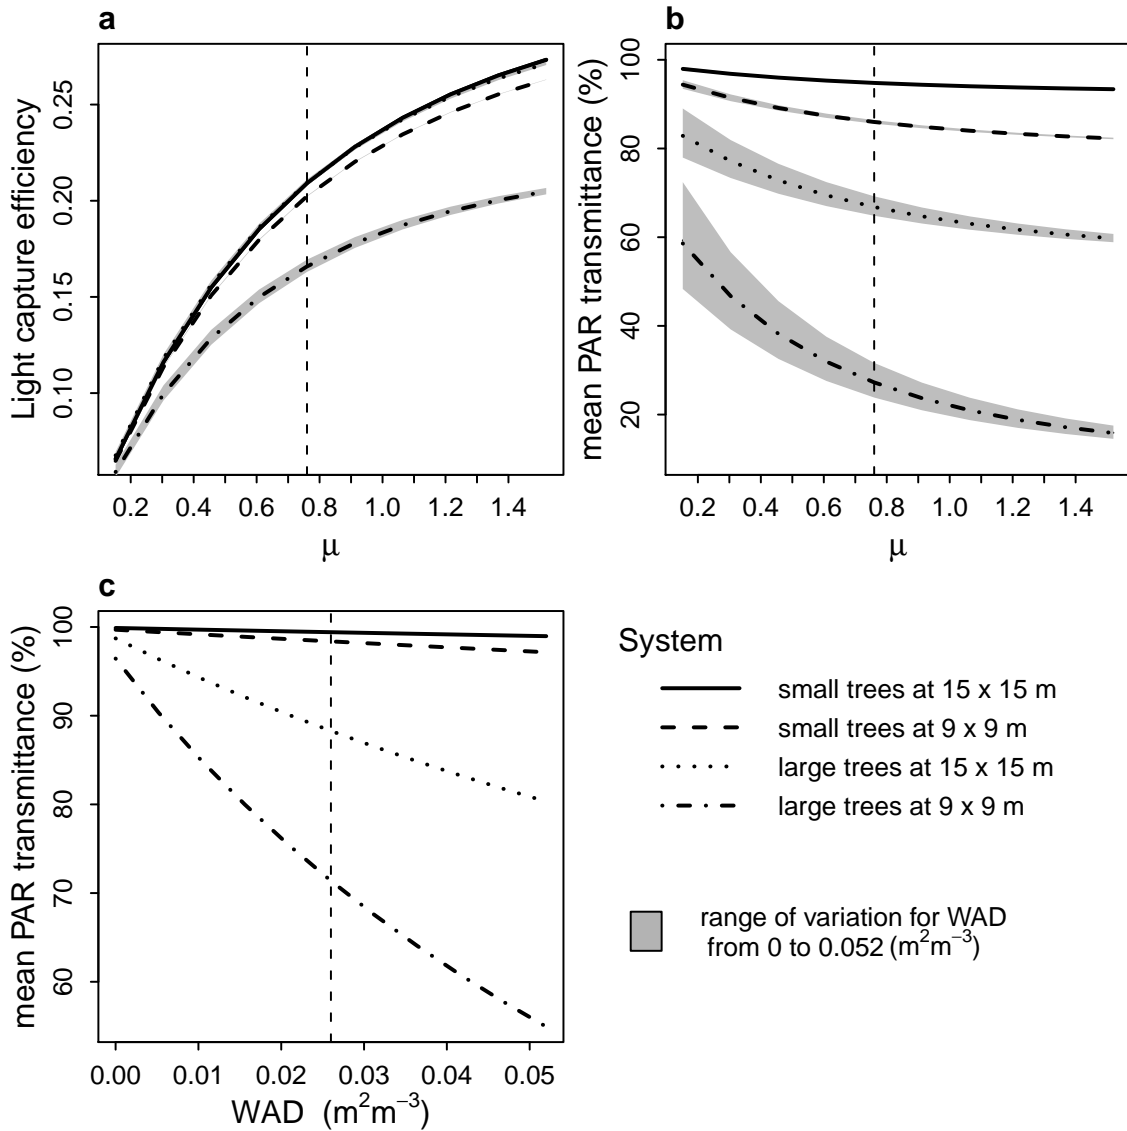 a
Light capture efficiency
0.25
0.20
0.15
0.10
0.2 0.4 0.6 0.8 1.0 1.2 1.4
μ
b
mean PAR transmittance (%)
100
80
60
40
20
0.2 0.4 0.6 0.8 1.0 1.2 1.4
μ
c
mean PAR transmittance (%)
100
90
80
70
60
0.00 0.01 0.02 0.03 0.04 0.05
WAD (m²m⁻³)
System
small trees at 15 x 15 m
small trees at 9 x 9 m
large trees at 15 x 15 m
large trees at 9 x 9 m
range of variation for WAD
from 0 to 0.052 (m²m⁻³)